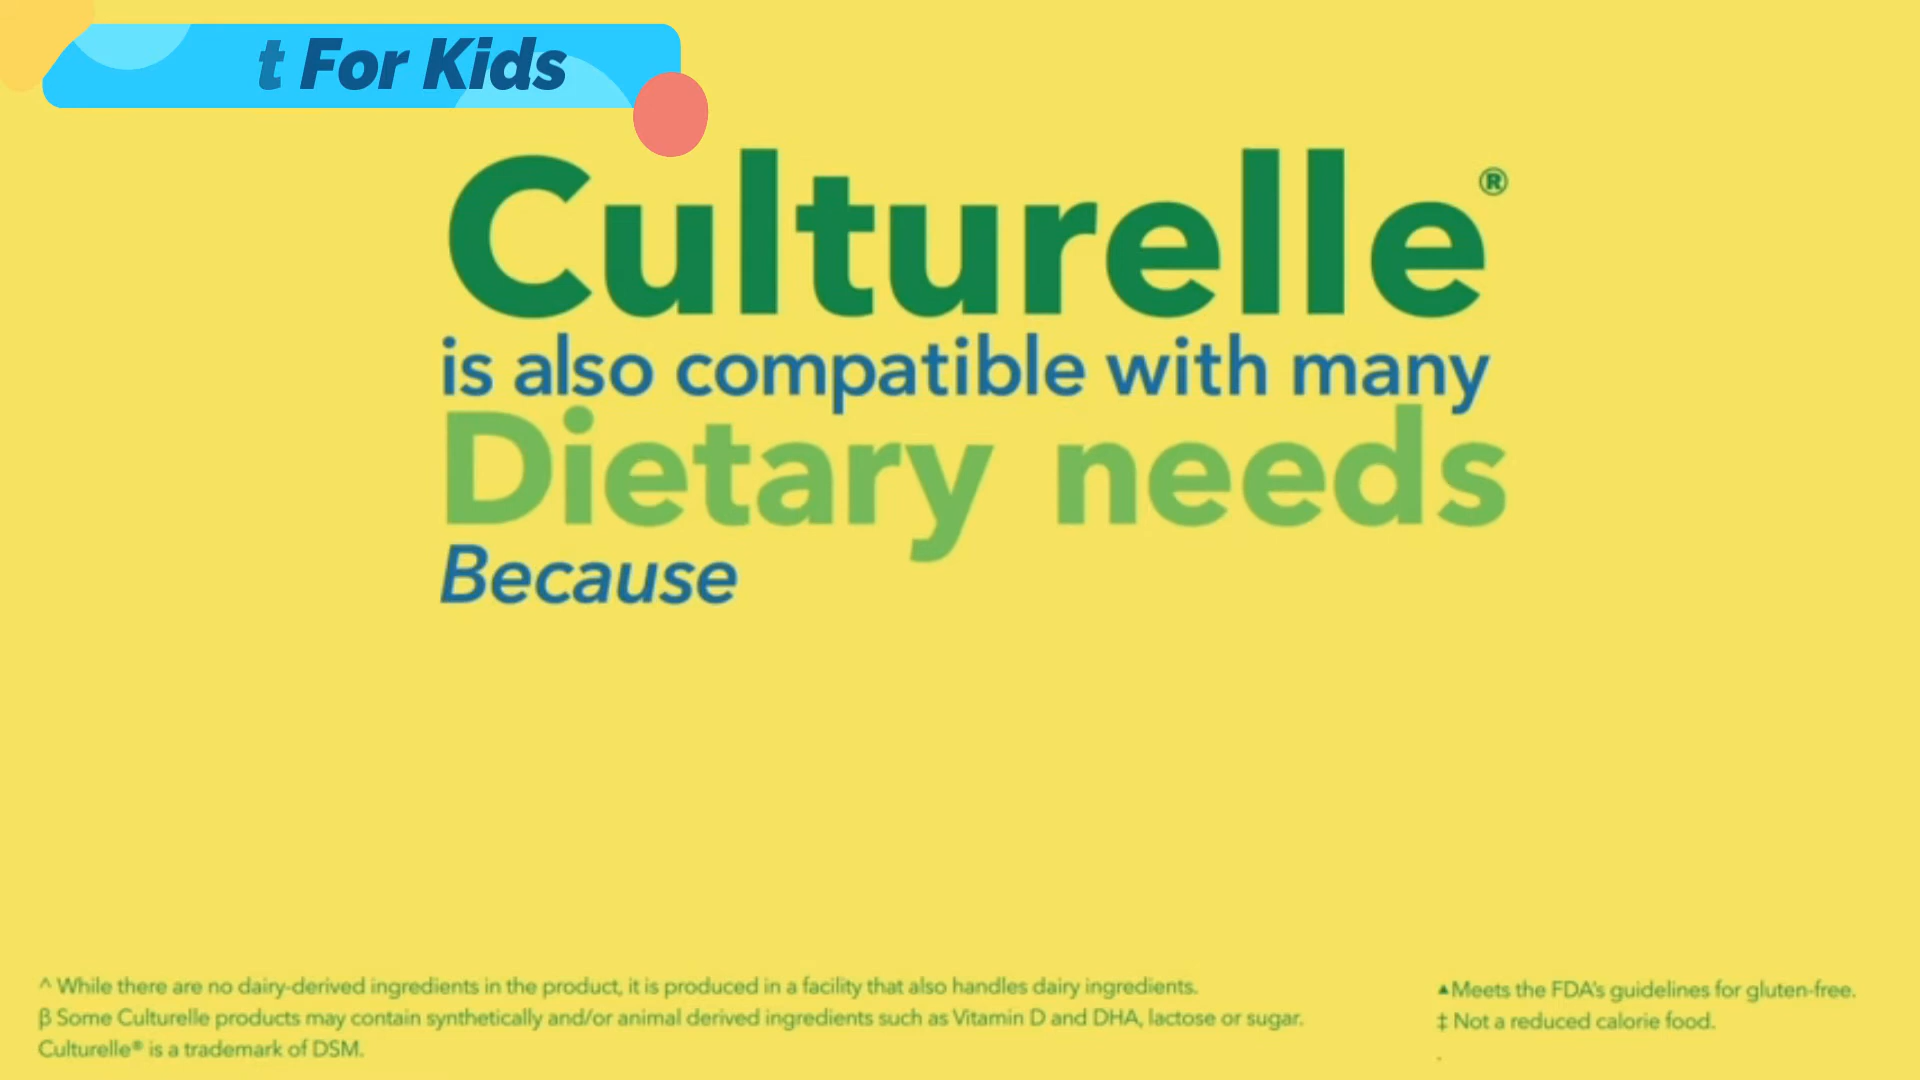 t For Kids
Culturelle®
is also compatible with many
Dietary needs
Because
^ While there are no dairy-derived ingredients in the product, it is produced in a facility that also handles dairy ingredients.
β Some Culturelle products may contain synthetically and/or animal derived ingredients such as Vitamin D and DHA, lactose or sugar.
Culturelle® is a trademark of DSM.
▲Meets the FDA's guidelines for gluten-free.
‡ Not a reduced calorie food.
.